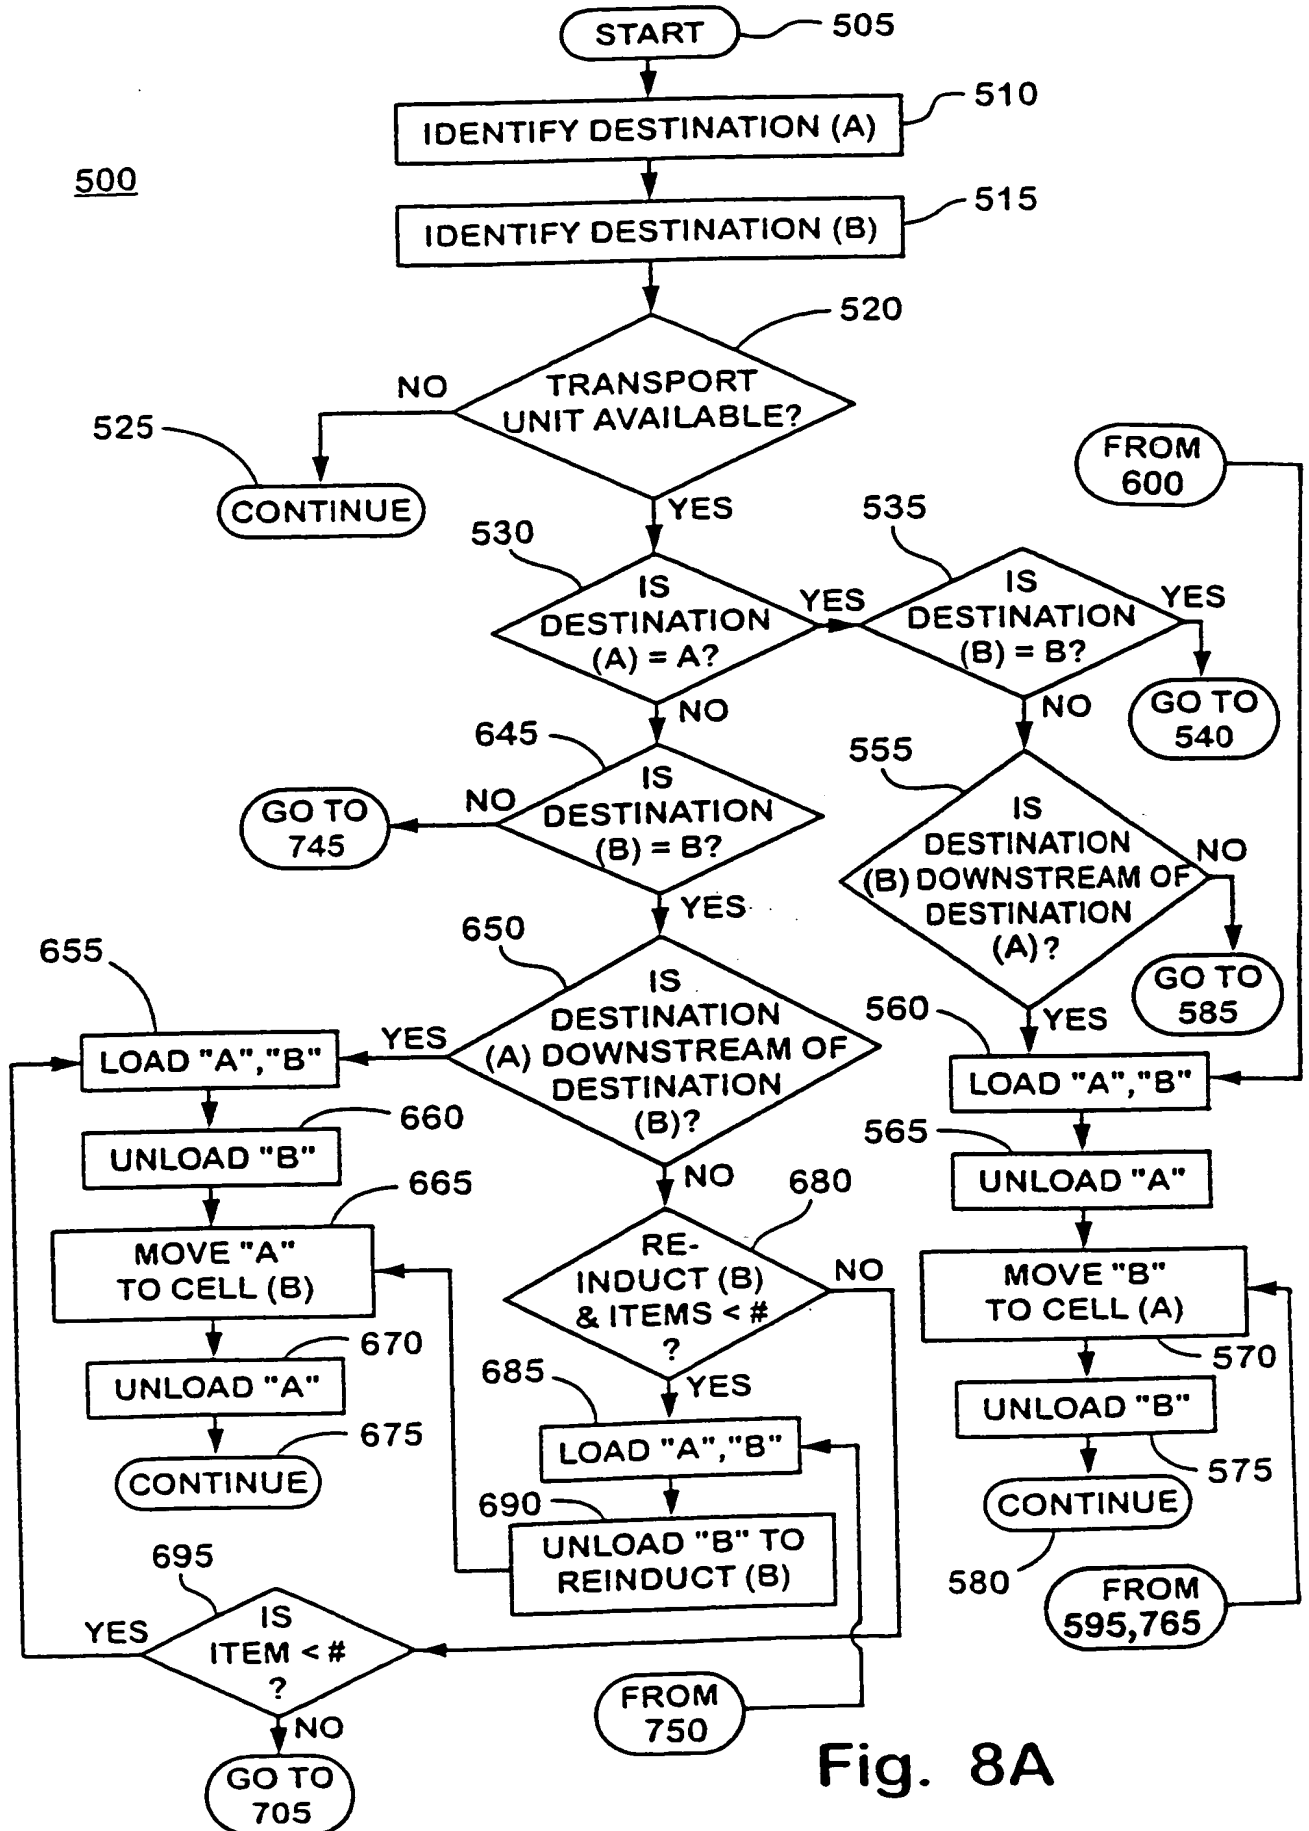 START
505
IDENTIFY DESTINATION (A)
510
500
IDENTIFY DESTINATION (B)
515
520
TRANSPORT
UNIT AVAILABLE?
NO
525
CONTINUE
YES
FROM
600
530
IS
DESTINATION
(A) = A?
YES
535
IS
DESTINATION
(B) = B?
YES
GO TO
540
NO
NO
645
IS
DESTINATION
(B) = B?
NO
GO TO
745
YES
555
IS
DESTINATION
(B) DOWNSTREAM OF
DESTINATION
(A)?
NO
GO TO
585
YES
650
IS
DESTINATION
(A) DOWNSTREAM OF
DESTINATION
(B)?
YES
655
LOAD "A","B"
660
UNLOAD "B"
665
MOVE "A"
TO CELL (B)
670
UNLOAD "A"
675
CONTINUE
NO
680
RE-
INDUCT (B)
& ITEMS < #
?
NO
YES
685
LOAD "A","B"
690
UNLOAD "B" TO
REINDUCT (B)
560
LOAD "A","B"
565
UNLOAD "A"
MOVE "B"
TO CELL (A)
570
UNLOAD "B"
575
CONTINUE
580
FROM
595,765
695
IS
ITEM < #
?
YES
NO
GO TO
705
FROM
750
Fig. 8A